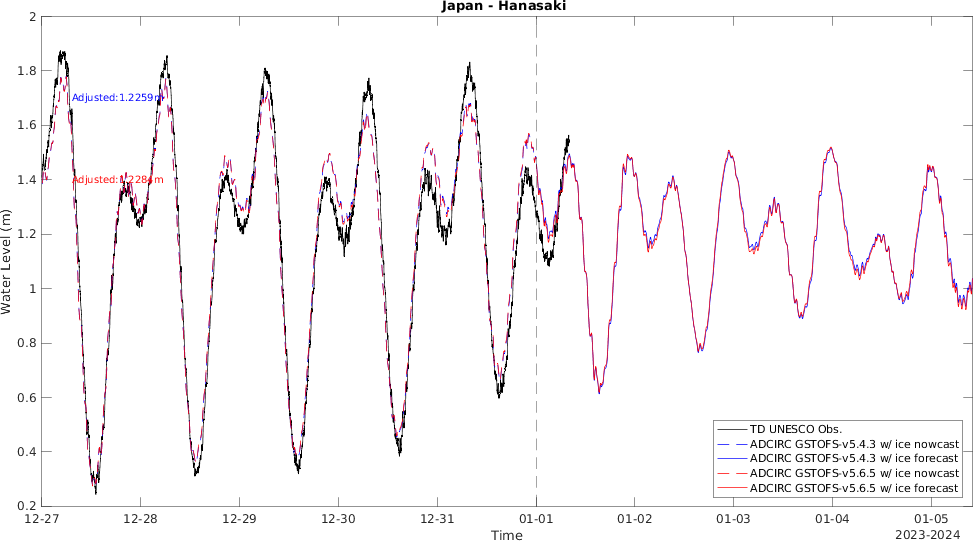 Japan - Hanasaki
2
1.8
1.6
1.4
1.2
1
0.8
0.6
0.4
0.2
Water Level (m)
Adjusted:1.2259m
Adjusted:1.2284m
TD UNESCO Obs.
ADCIRC GSTOFS-v5.4.3 w/ ice nowcast
ADCIRC GSTOFS-v5.4.3 w/ ice forecast
ADCIRC GSTOFS-v5.6.5 w/ ice nowcast
ADCIRC GSTOFS-v5.6.5 w/ ice forecast
12-27 12-28 12-29 12-30 12-31 01-01 01-02 01-03 01-04 01-05
Time
2023-2024